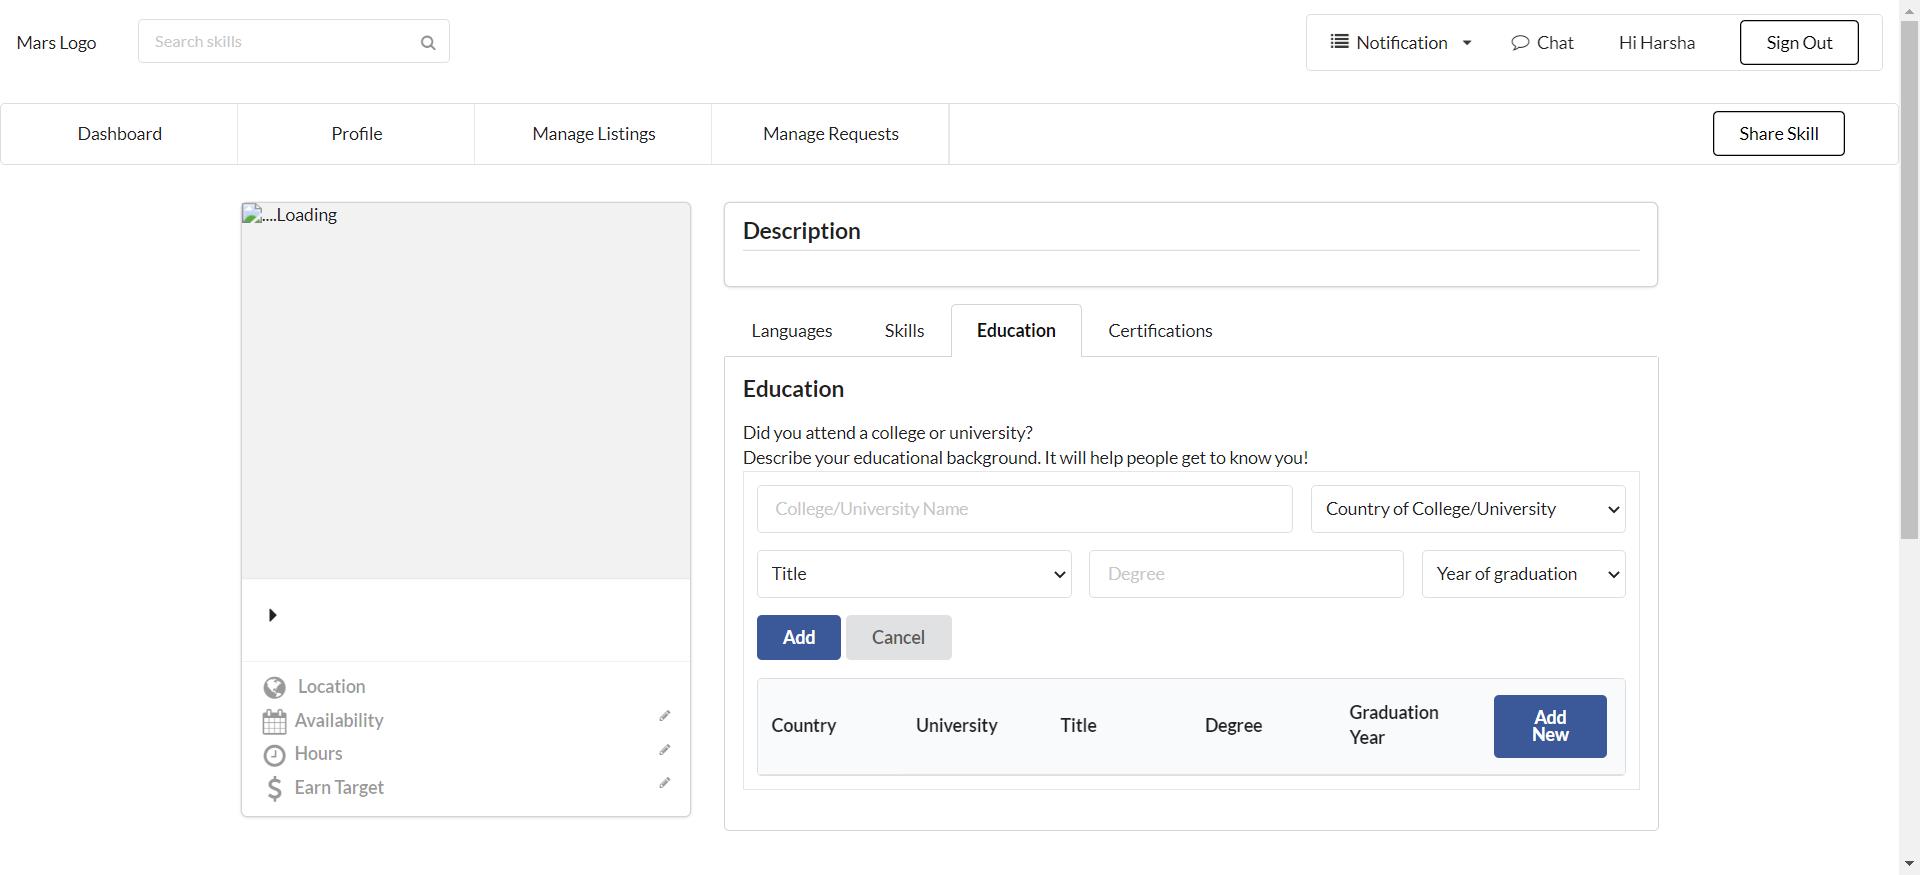 Mars Logo
Search skills
Notification
Chat
Hi Harsha
Sign Out
Dashboard
Profile
Manage Listings
Manage Requests
Share Skill
....Loading
Location
Availability
Hours
Earn Target
Description
Languages
Skills
Education
Certifications
Education
Did you attend a college or university?
Describe your educational background. It will help people get to know you!
College/University Name
Country of College/University
Title
Degree
Year of graduation
Add
Cancel
Country
University
Title
Degree
Graduation
Year
Add
New